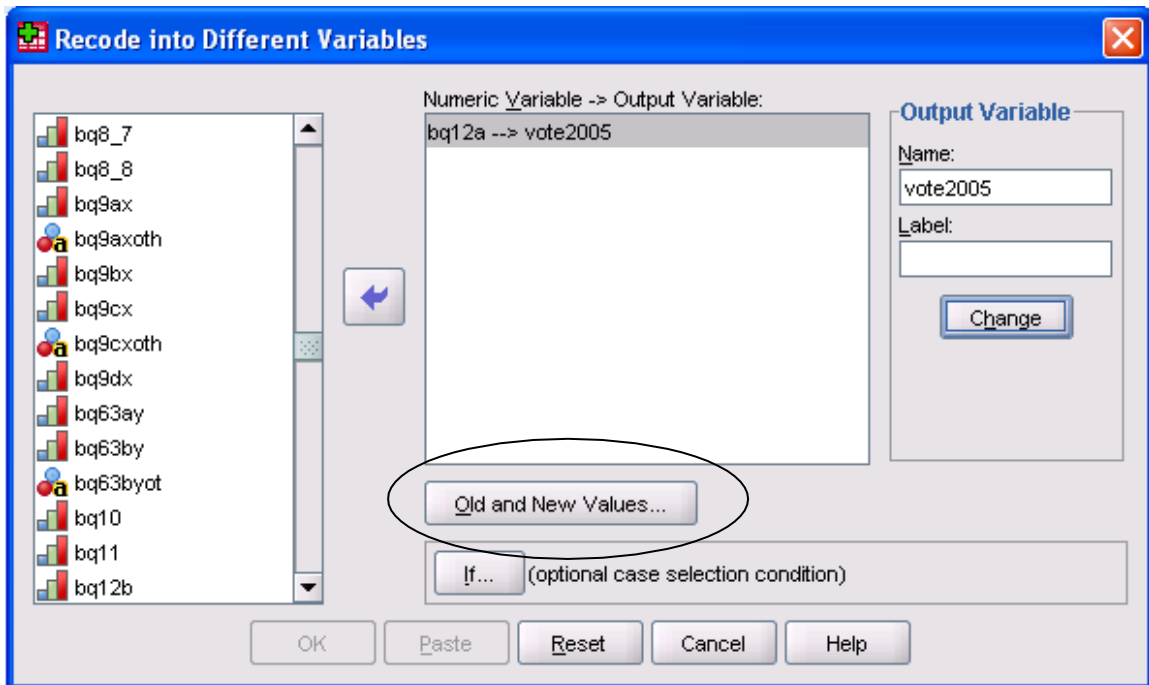 Recode into Different Variables
bq8_7
bq8_8
bq9ax
bq9axoth
bq9bx
bq9cx
bq9cxoth
bq9dx
bq63ay
bq63by
bq63byot
bq10
bq11
bq12b
Numeric Variable -> Output Variable:
bq12a --> vote2005
Old and New Values...
If... (optional case selection condition)
Output Variable
Name:
vote2005
Label:
Change
OK Paste Reset Cancel Help